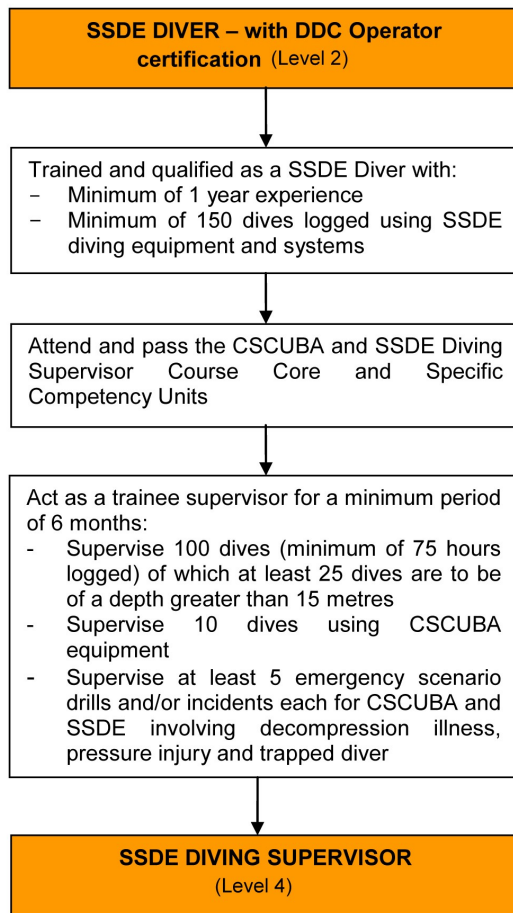 SSDE DIVER – with DDC Operator
certification (Level 2)
Trained and qualified as a SSDE Diver with:
- Minimum of 1 year experience
- Minimum of 150 dives logged using SSDE
diving equipment and systems
Attend and pass the CSCUBA and SSDE Diving
Supervisor Course Core and Specific
Competency Units
Act as a trainee supervisor for a minimum period
of 6 months:
- Supervise 100 dives (minimum of 75 hours
logged) of which at least 25 dives are to be
of a depth greater than 15 metres
- Supervise 10 dives using CSCUBA
equipment
- Supervise at least 5 emergency scenario
drills and/or incidents each for CSCUBA and
SSDE involving decompression illness,
pressure injury and trapped diver
SSDE DIVING SUPERVISOR
(Level 4)